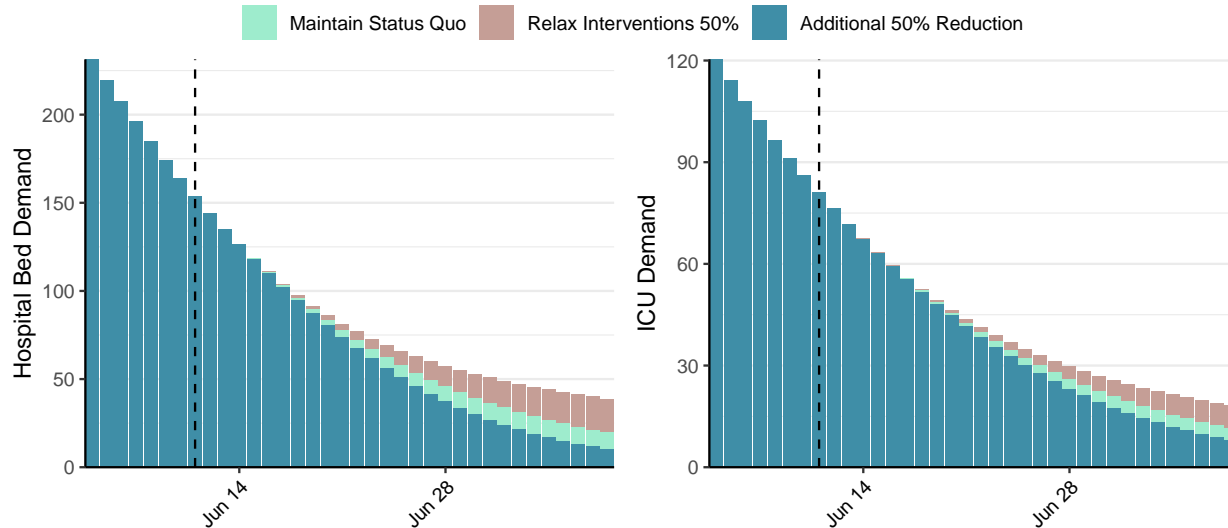 Maintain Status Quo Relax Interventions 50% Additional 50% Reduction
Hospital Bed Demand
200
150
100
50
0
Jun 14
Jun 28
ICU Demand
120
90
60
30
0
Jun 14
Jun 28